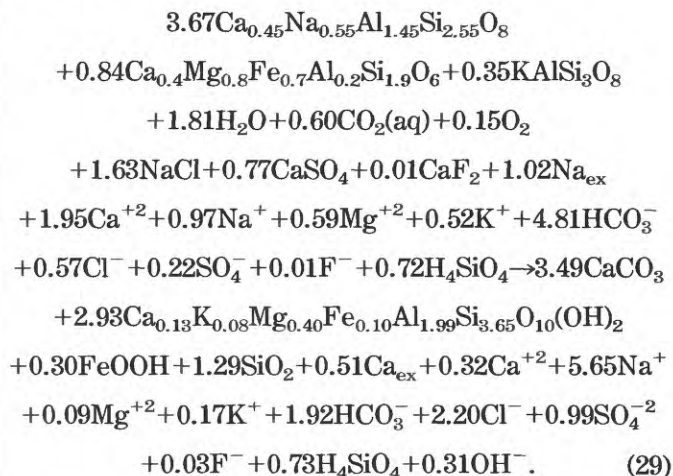 3.67Ca₀.₄₅Na₀.₅₅Al₁.₄₅Si₂.₅₅O₈
+0.84Ca₀.₄Mg₀.₈Fe₀.₇Al₀.₂Si₁.₉O₆+0.35KAlSi₃O₈
+1.81H₂O+0.60CO₂(aq)+0.15O₂
+1.63NaCl+0.77CaSO₄+0.01CaF₂+1.02Naₑₓ
+1.95Ca⁺²+0.97Na⁺+0.59Mg⁺²+0.52K⁺+4.81HCO₃⁻
+0.57Cl⁻+0.22SO₄⁻+0.01F⁻+0.72H₄SiO₄→3.49CaCO₃
+2.93Ca₀.₁₃K₀.₀₈Mg₀.₄₀Fe₀.₁₀Al₁.₉₉Si₃.₆₅O₁₀(OH)₂
+0.30FeOOH+1.29SiO₂+0.51Caₑₓ+0.32Ca⁺²+5.65Na⁺
+0.09Mg⁺²+0.17K⁺+1.92HCO₃⁻+2.20Cl⁻+0.99SO₄⁻²
+0.03F⁻+0.73H₄SiO₄+0.31OH⁻. (29)